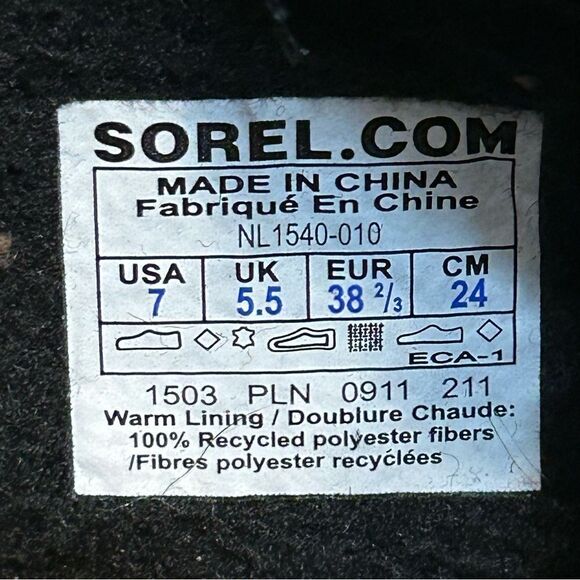 SOREL.COM
MADE IN CHINA
Fabriqué En Chine
NL1540-010
USA UK EUR CM
7 5.5 38 2/3 24
ECA-1
1503 PLN 0911 211
Warm Lining / Doublure Chaude:
100% Recycled polyester fibers
/Fibres polyester recyclées